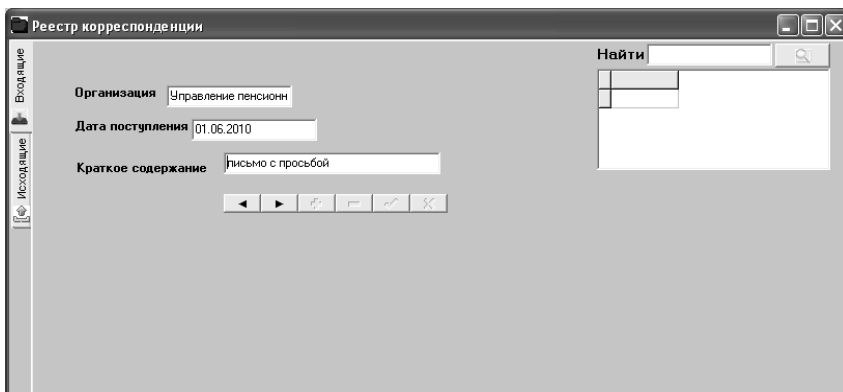 Реестр корреспонденции
Входящие
Исходящие
Найти
Организация Управление пенсионн
Дата поступления 01.06.2010
Краткое содержание письмо с просьбой